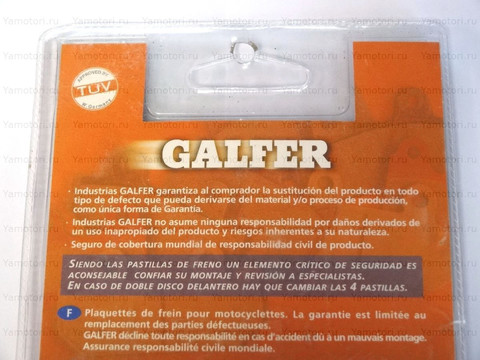 APPROVED BY
TÜV
IN GERMANY
GALFER
· Industrias GALFER garantiza al comprador la sustitución del producto en todo
tipo de defecto que pueda derivarse del material y/o proceso de producción,
como única forma de Garantia.
· Industrias GALFER no asume ninguna responsabilidad por daños derivados de
un uso inapropiado del producto y riesgos inherentes a su naturaleza.
· Seguro de cobertura mundial de responsabilidad civil de producto.
SIENDO LAS PASTILLAS DE FRENO UN ELEMENTO CRITICO DE SEGURIDAD ES
ACONSEJABLE CONFIAR SU MONTAJE Y REVISIÓN A ESPECIALISTAS.
EN CASO DE DOBLE DISCO DELANTERO HAY QUE CAMBIAR LAS 4 PASTILLAS.
F Plaquettes de frein pour motocyclettes. La garantie est limitée au
remplacement des parties défectueuses.
GALFER décline toute responsabilité en cas d'accident dû à un mauvais montage.
Assurance responsabilité civile mondiale.
Yamotori.ru